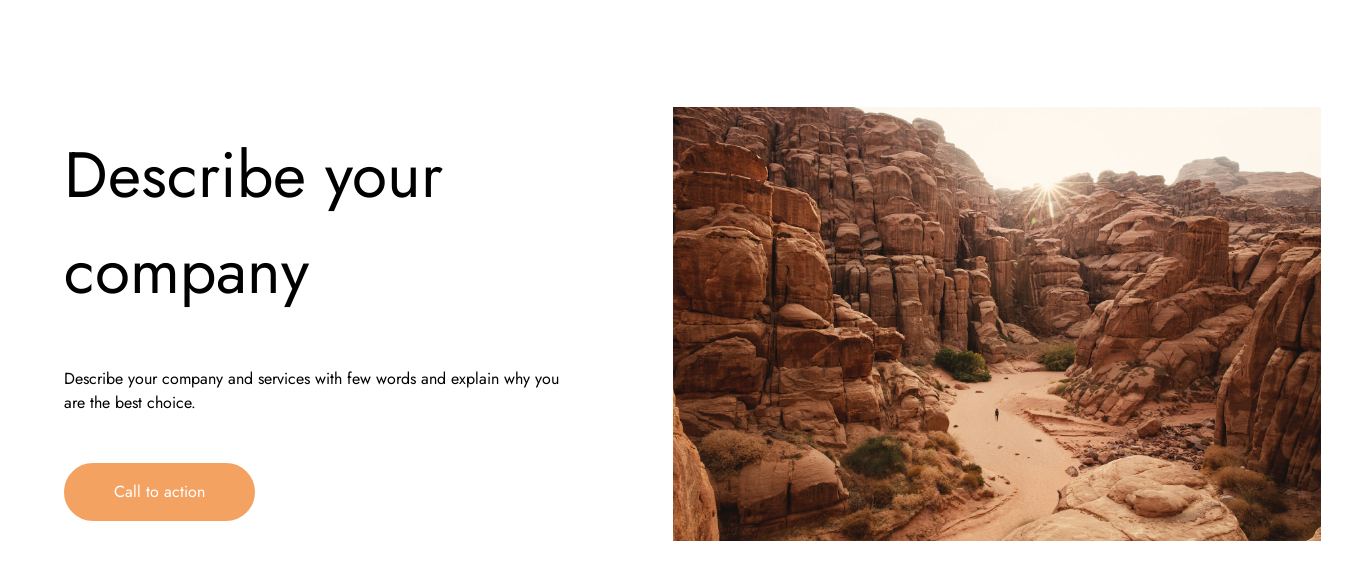 Describe your
company
Describe your company and services with few words and explain why you
are the best choice.
Call to action